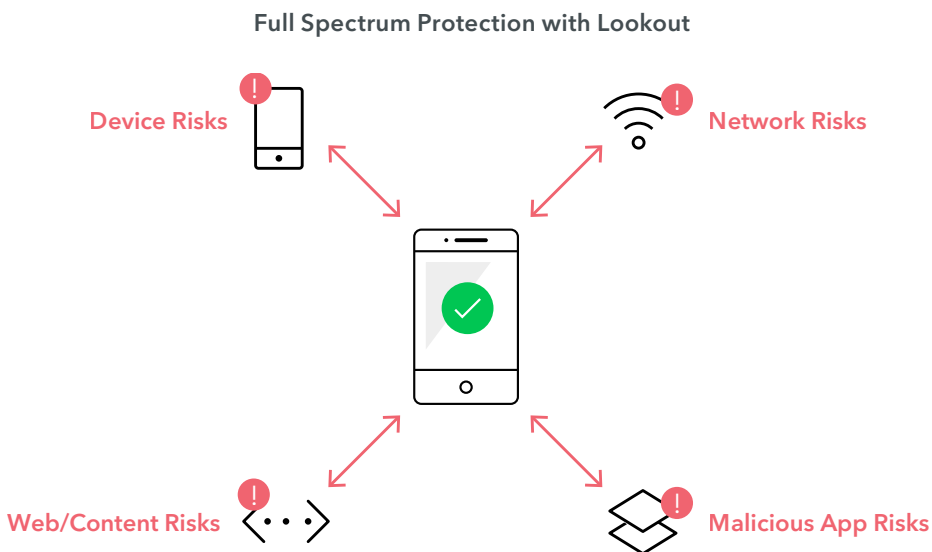 Full Spectrum Protection with Lookout
Device Risks
Network Risks
Web/Content Risks
Malicious App Risks